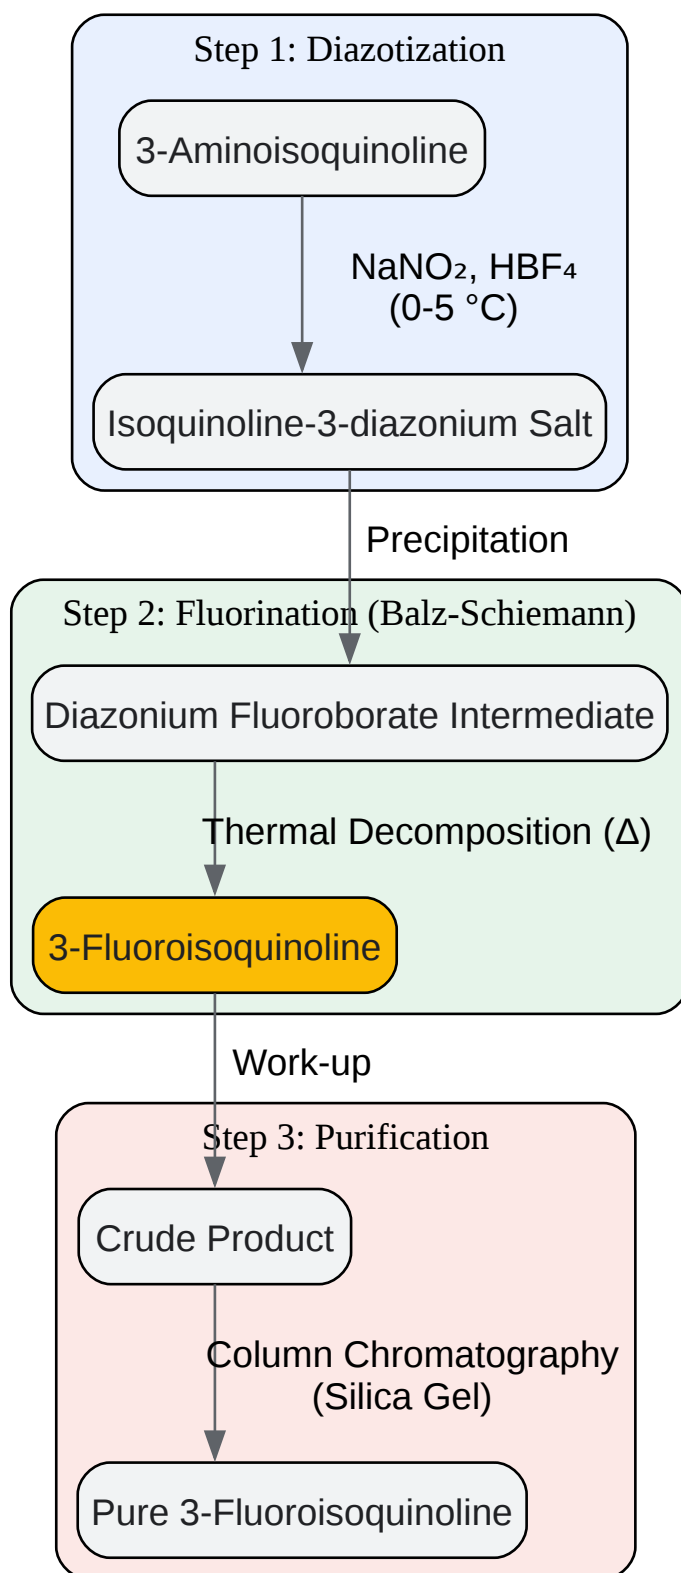 Step 1: Diazotization
3-Aminoisoquinoline
NaNO₂, HBF₄
(0-5 °C)
Isoquinoline-3-diazonium Salt
Precipitation
Step 2: Fluorination (Balz-Schiemann)
Diazonium Fluoroborate Intermediate
Thermal Decomposition (Δ)
3-Fluoroisoquinoline
Work-up
Step 3: Purification
Crude Product
Column Chromatography
(Silica Gel)
Pure 3-Fluoroisoquinoline